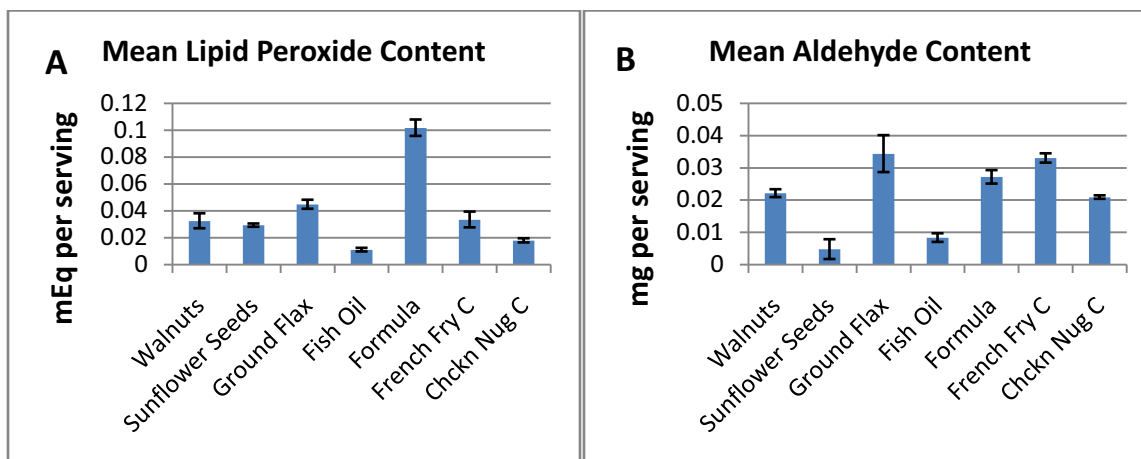 A Mean Lipid Peroxide Content
mEq per serving
0.12
0.1
0.08
0.06
0.04
0.02
0
Walnuts
Sunflower Seeds
Ground Flax
Fish Oil
Formula
French Fry C
Chckn Nug C
B Mean Aldehyde Content
mg per serving
0.05
0.04
0.03
0.02
0.01
0
Walnuts
Sunflower Seeds
Ground Flax
Fish Oil
Formula
French Fry C
Chckn Nug C